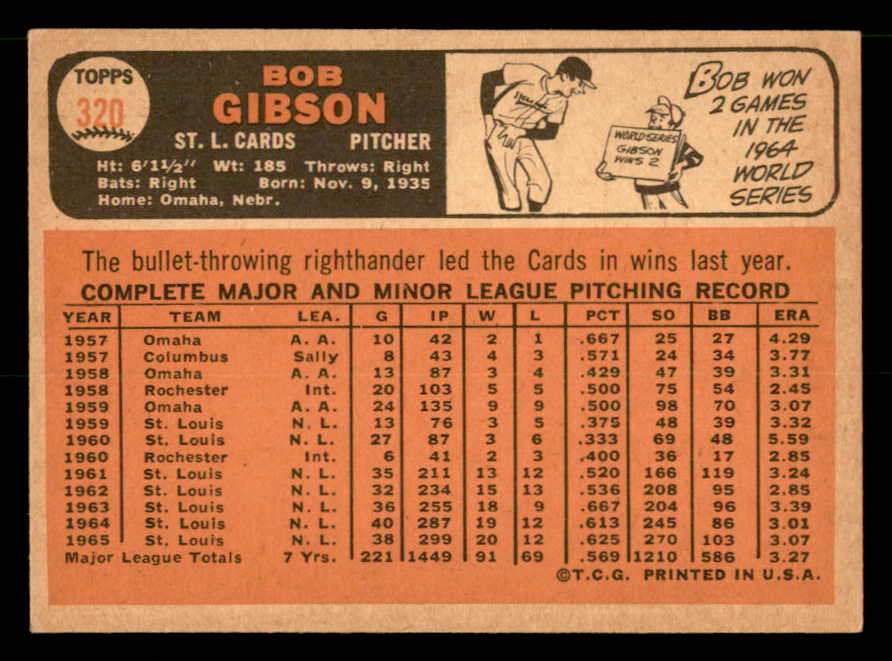 TOPPS
320
BOB
GIBSON
ST. L. CARDS PITCHER
Ht: 6'1½" Wt: 185 Throws: Right
Bats: Right Born: Nov. 9, 1935
Home: Omaha, Nebr.
WORLD SERIES
GIBSON
WINS 2
BOB WON
2 GAMES
IN THE
1964
WORLD
SERIES
The bullet-throwing righthander led the Cards in wins last year.
COMPLETE MAJOR AND MINOR LEAGUE PITCHING RECORD
YEAR TEAM LEA. G IP W L PCT SO BB ERA
1957 Omaha A. A. 10 42 2 1 .667 25 27 4.29
1957 Columbus Sally 8 43 4 3 .571 24 34 3.77
1958 Omaha A. A. 13 87 3 4 .429 47 39 3.31
1958 Rochester Int. 20 103 5 5 .500 75 54 2.45
1959 Omaha A. A. 24 135 9 9 .500 98 70 3.07
1959 St. Louis N. L. 13 76 3 5 .375 48 39 3.32
1960 St. Louis N. L. 27 87 3 6 .333 69 48 5.59
1960 Rochester Int. 6 41 2 3 .400 36 17 2.85
1961 St. Louis N. L. 35 211 13 12 .520 166 119 3.24
1962 St. Louis N. L. 32 234 15 13 .536 208 95 2.85
1963 St. Louis N. L. 36 255 18 9 .667 204 96 3.39
1964 St. Louis N. L. 40 287 19 12 .613 245 86 3.01
1965 St. Louis N. L. 38 299 20 12 .625 270 103 3.07
Major League Totals 7 Yrs. 221 1449 91 69 .569 1210 586 3.27
©T.C.G. PRINTED IN U.S.A.